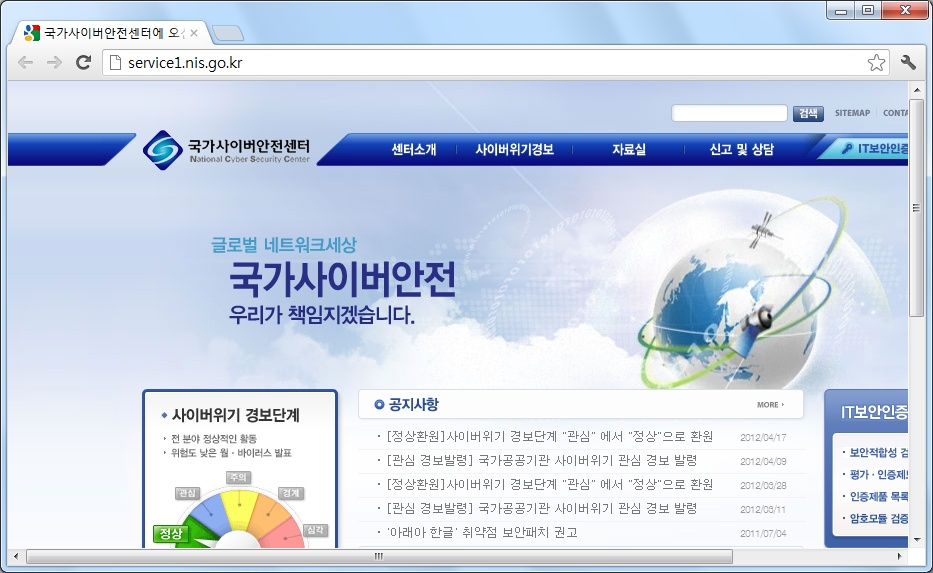 국가사이버안전센터에 오
service1.nis.go.kr
검색 SITEMAP CONTA
국가사이버안전센터
National Cyber Security Center
센터소개 사이버위기경보 자료실 신고 및 상담 IT보안인증
글로벌 네트워크세상
국가사이버안전
우리가 책임지겠습니다.
사이버위기 경보단계
· 전 분야 정상적인 활동
· 위험도 낮은 웜 · 바이러스 발표
주의
관심 경계
정상 심각
공지사항 MORE
· [정상환원]사이버위기 경보단계 "관심" 에서 "정상"으로 환원 2012/04/17
· [관심 경보발령] 국가공공기관 사이버위기 관심 경보 발령 2012/04/09
· [정상환원]사이버위기 경보단계 "관심" 에서 "정상"으로 환원 2012/03/28
· [관심 경보발령] 국가공공기관 사이버위기 관심 경보 발령 2012/03/11
· '아래아 한글' 취약점 보안패치 권고 2011/07/04
IT보안인증
· 보안적합성 검
· 평가 · 인증제도
· 인증제품 목록
· 암호모듈 검증